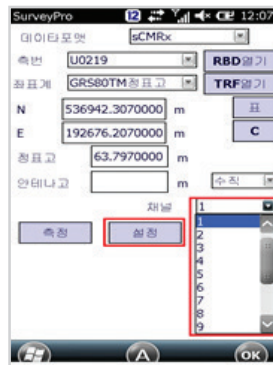 SurveyPro 12:07
데이타포맷 sCMRx
측번 U0219 RBD열기
좌표계 GRS80TM정표고 TRF열기
N 536942.3070000 m 표
E 192676.2070000 m C
정표고 63.7970000 m
안테나고 m 수직
채널 1
측정 설정
1
2
3
4
5
6
7
8
9
A OK